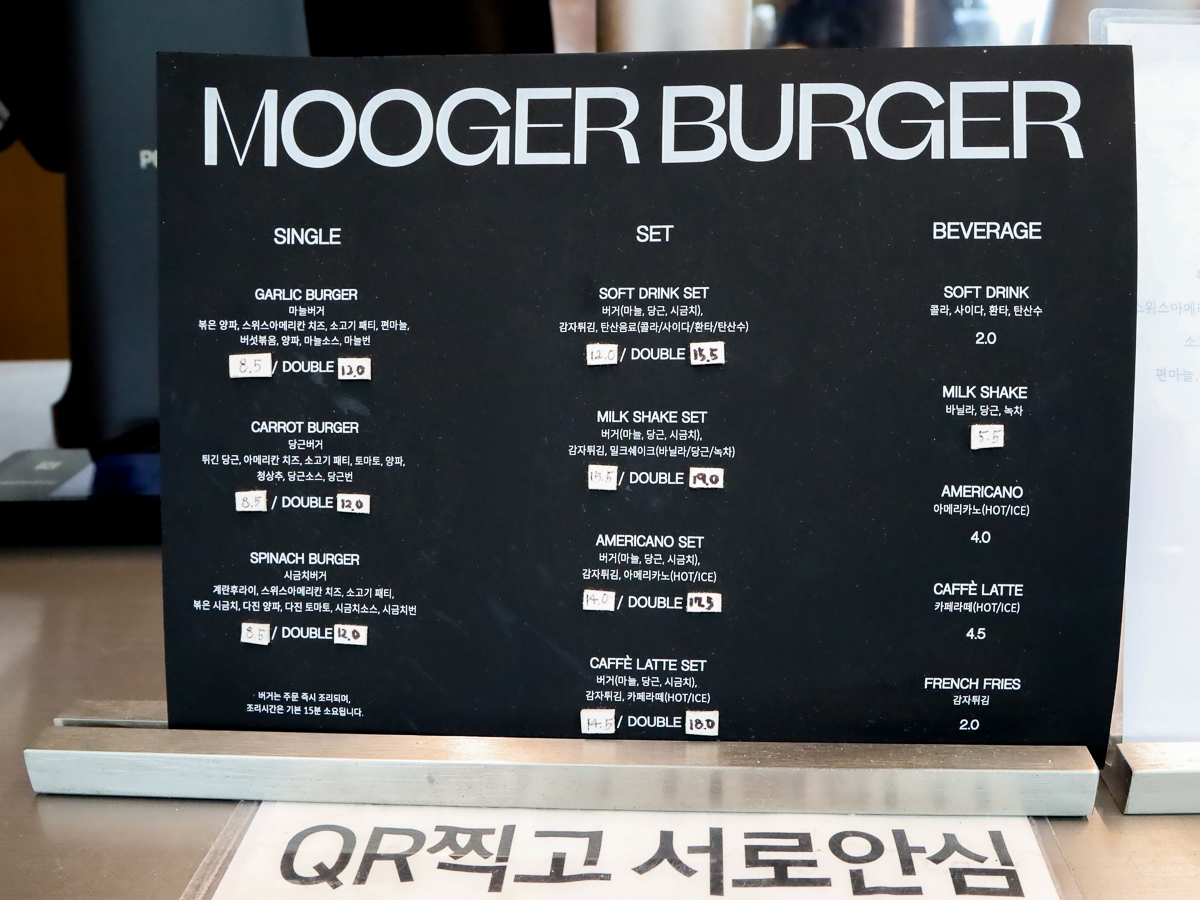 MOOGER BURGER
SINGLE
GARLIC BURGER
마늘버거
볶은 양파, 스위스아메리칸 치즈, 소고기 패티, 편마늘,
버섯볶음, 양파, 마늘소스, 마늘번
8.5 / DOUBLE 12.0
CARROT BURGER
당근버거
튀긴 당근, 아메리칸 치즈, 소고기 패티, 토마토, 양파,
청상추, 당근소스, 당근번
8.5 / DOUBLE 12.0
SPINACH BURGER
시금치버거
계란후라이, 스위스아메리칸 치즈, 소고기 패티,
볶은 시금치, 다진 양파, 다진 토마토, 시금치소스, 시금치번
8.5 / DOUBLE 12.0
버거는 주문 즉시 조리되며,
조리시간은 기본 15분 소요됩니다.
SET
SOFT DRINK SET
버거(마늘, 당근, 시금치),
감자튀김, 탄산음료(콜라/사이다/환타/탄산수)
12.0 / DOUBLE 15.5
MILK SHAKE SET
버거(마늘, 당근, 시금치),
감자튀김, 밀크쉐이크(바닐라/당근/녹차)
15.5 / DOUBLE 19.0
AMERICANO SET
버거(마늘, 당근, 시금치),
감자튀김, 아메리카노(HOT/ICE)
14.0 / DOUBLE 17.5
CAFFÈ LATTE SET
버거(마늘, 당근, 시금치),
감자튀김, 카페라떼(HOT/ICE)
14.5 / DOUBLE 18.0
BEVERAGE
SOFT DRINK
콜라, 사이다, 환타, 탄산수
2.0
MILK SHAKE
바닐라, 당근, 녹차
5.5
AMERICANO
아메리카노(HOT/ICE)
4.0
CAFFÈ LATTE
카페라떼(HOT/ICE)
4.5
FRENCH FRIES
감자튀김
2.0
편마늘,
QR찍고 서로안심